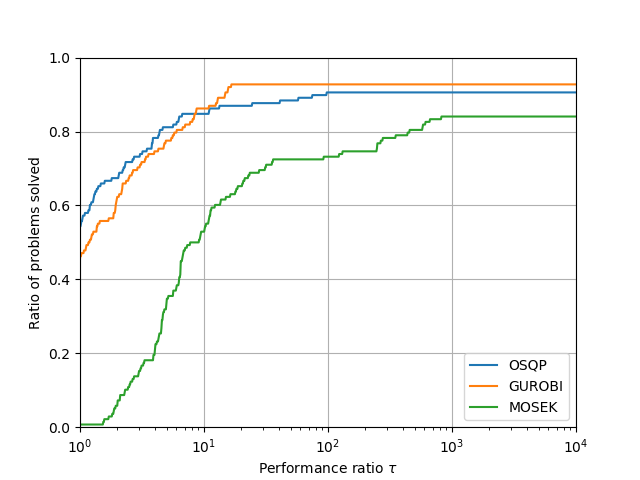 1.0
0.8
0.6
0.4
0.2
0.0
Ratio of problems solved
10⁰ 10¹ 10² 10³ 10⁴
Performance ratio τ
OSQP
GUROBI
MOSEK